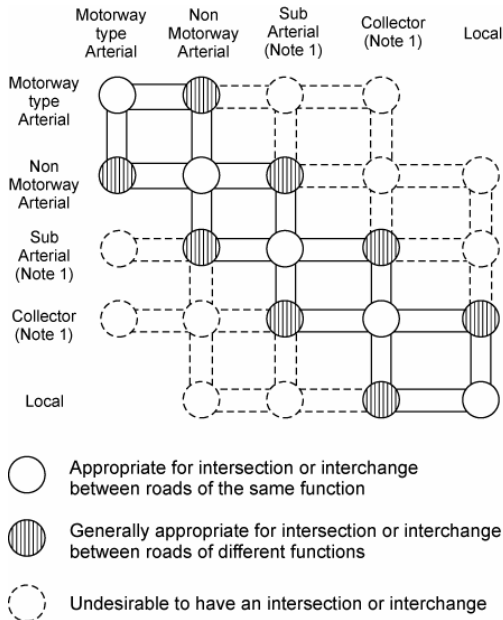 Motorway
type
Arterial
Non
Motorway
Arterial
Sub
Arterial
(Note 1)
Collector
(Note 1)
Local
Motorway
type
Arterial
Non
Motorway
Arterial
Sub
Arterial
(Note 1)
Collector
(Note 1)
Local
Appropriate for intersection or interchange
between roads of the same function
Generally appropriate for intersection or interchange
between roads of different functions
Undesirable to have an intersection or interchange